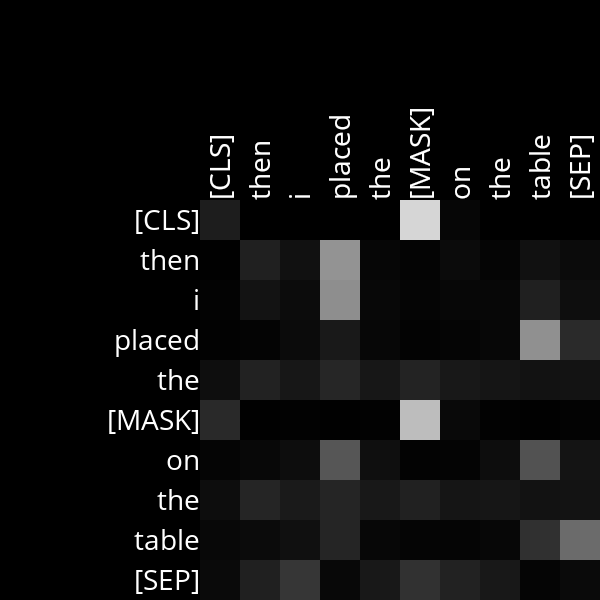 [CLS] then i placed the [MASK] on the table [SEP]
[CLS]
then
i
placed
the
[MASK]
on
the
table
[SEP]